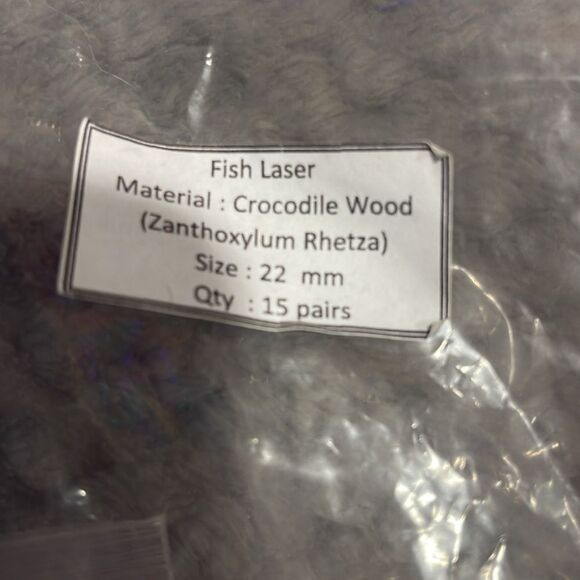 Fish Laser
Material : Crocodile Wood
(Zanthoxylum Rhetza)
Size : 22 mm
Qty : 15 pairs